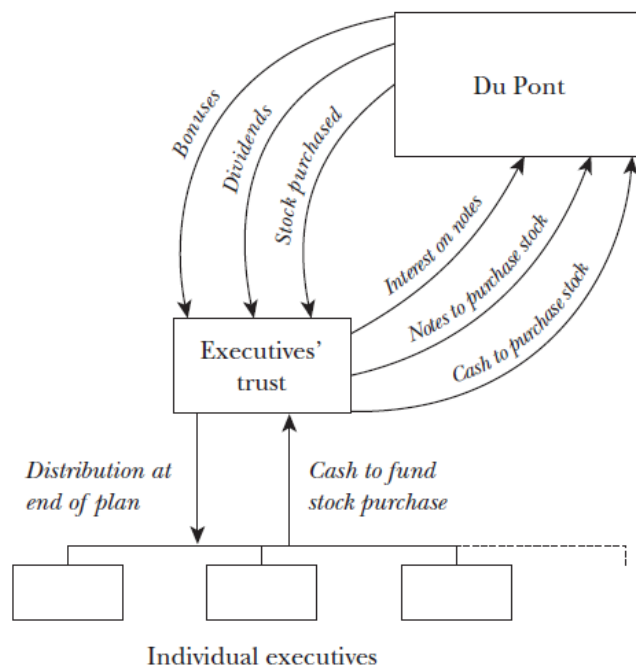 Du Pont
Bonuses
Dividends
Stock purchased
Interest on notes
Notes to purchase stock
Cash to purchase stock
Executives’
trust
Distribution at
end of plan
Cash to fund
stock purchase
Individual executives